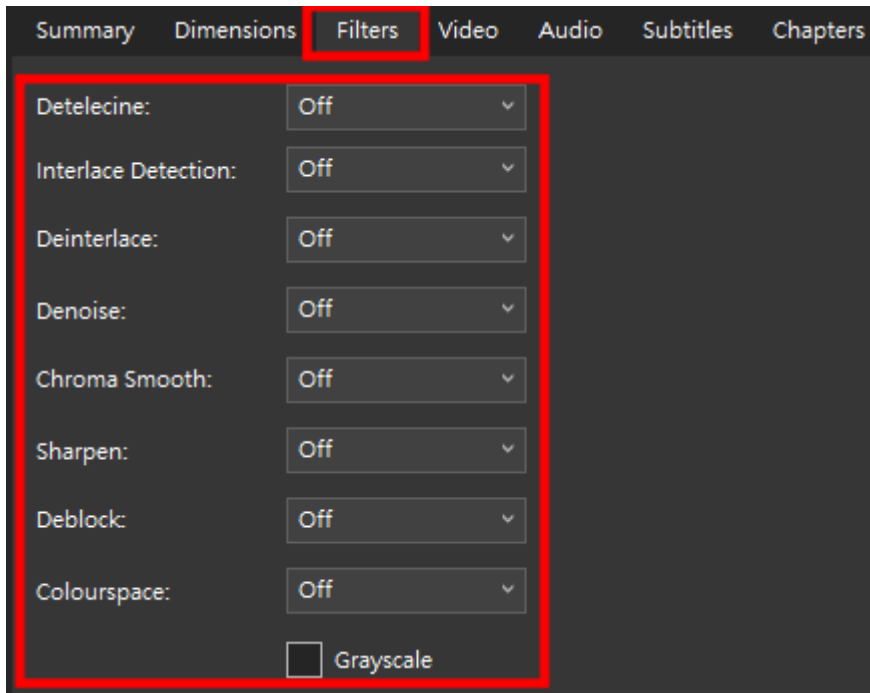 Summary Dimensions Filters Video Audio Subtitles Chapters
Detelecine: Off
Interlace Detection: Off
Deinterlace: Off
Denoise: Off
Chroma Smooth: Off
Sharpen: Off
Deblock: Off
Colourspace: Off
Grayscale